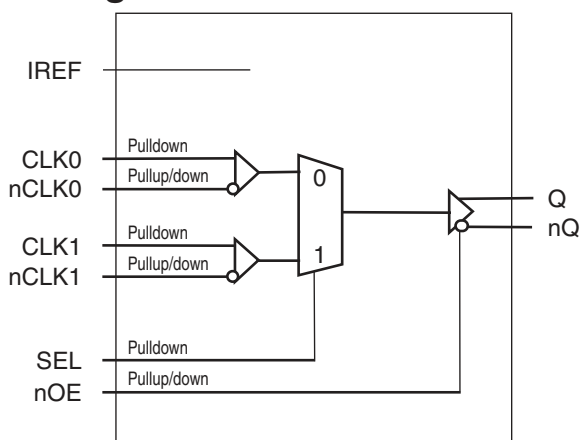 IREF
CLK0 Pulldown
nCLK0 Pullup/down
0
Q
nQ
CLK1 Pulldown
nCLK1 Pullup/down
1
SEL Pulldown
nOE Pullup/down